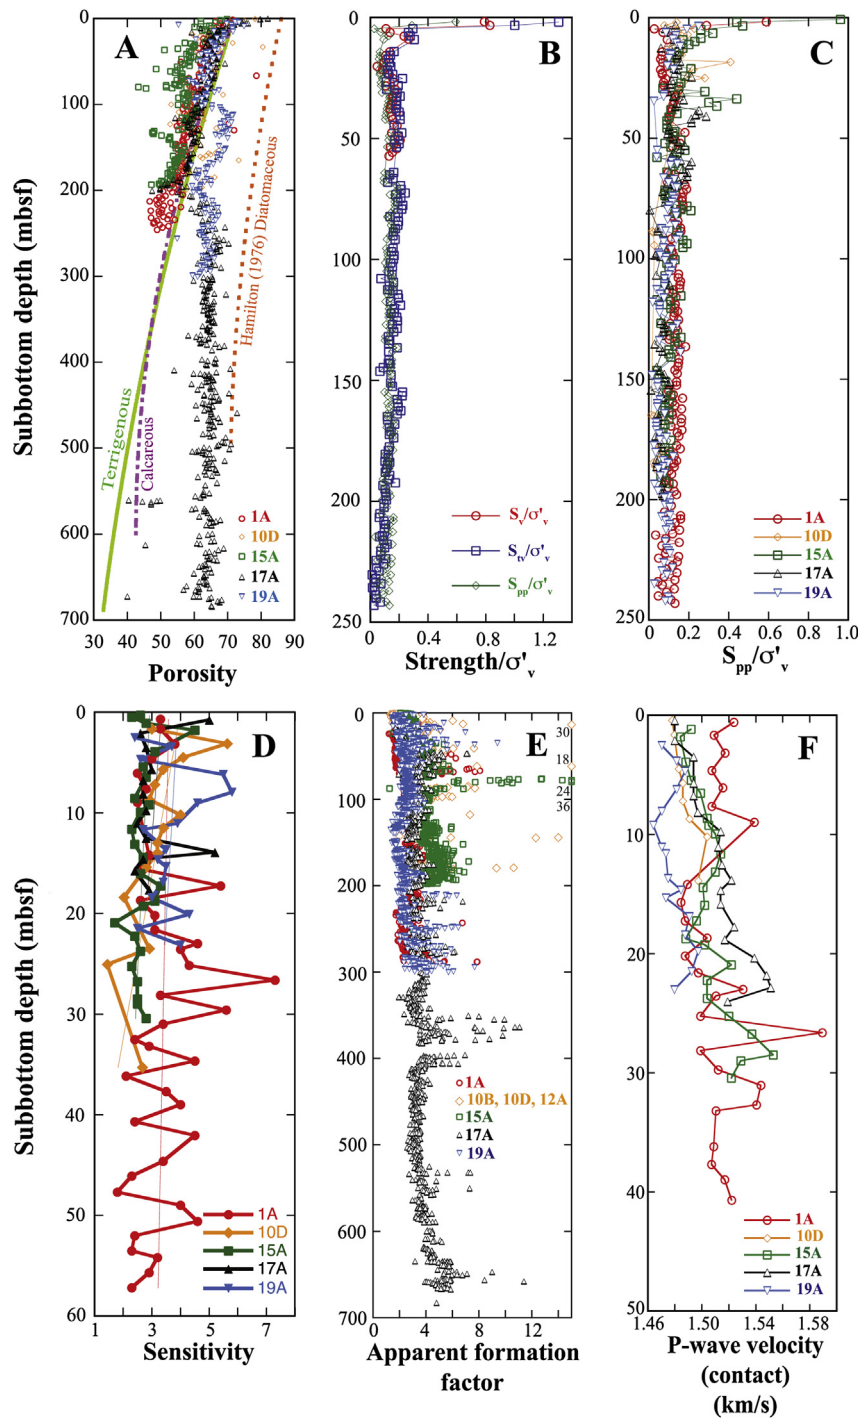 A
Subbottom depth (mbsf)
0
100
200
300
400
500
600
700
30
40
50
60
70
80
90
Porosity
Terrigenous
Calcareous
Hamilton (1976) Diatomaceous
1A
10D
15A
17A
19A
B
0
50
100
150
200
250
0
0.4
0.8
1.2
Strength/σ'v
Sv/σ'v
Stv/σ'v
Spp/σ'v
C
0
50
100
150
200
250
0
0.2
0.4
0.6
0.8
1.0
Spp/σ'v
1A
10D
15A
17A
19A
D
Subbottom depth (mbsf)
0
10
20
30
40
50
60
1
3
5
7
Sensitivity
1A
10D
15A
17A
19A
E
0
100
200
300
400
500
600
700
0
4
8
12
30
18
24
36
Apparent formation
factor
1A
10B, 10D, 12A
15A
17A
19A
F
0
10
20
30
40
50
1.46
1.50
1.54
1.58
P-wave velocity
(contact)
(km/s)
1A
10D
15A
17A
19A